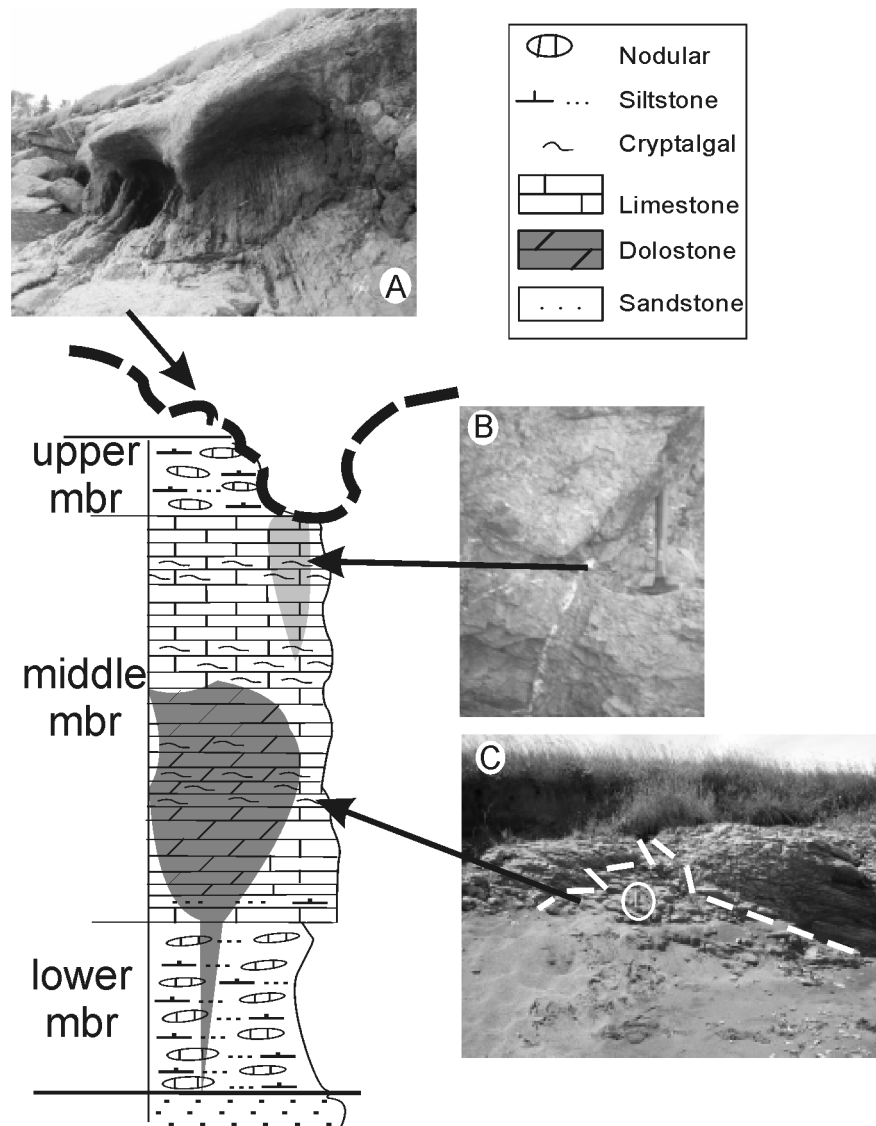 A
Nodular
Siltstone
Cryptalgal
Limestone
Dolostone
Sandstone
upper
mbr
B
middle
mbr
C
lower
mbr